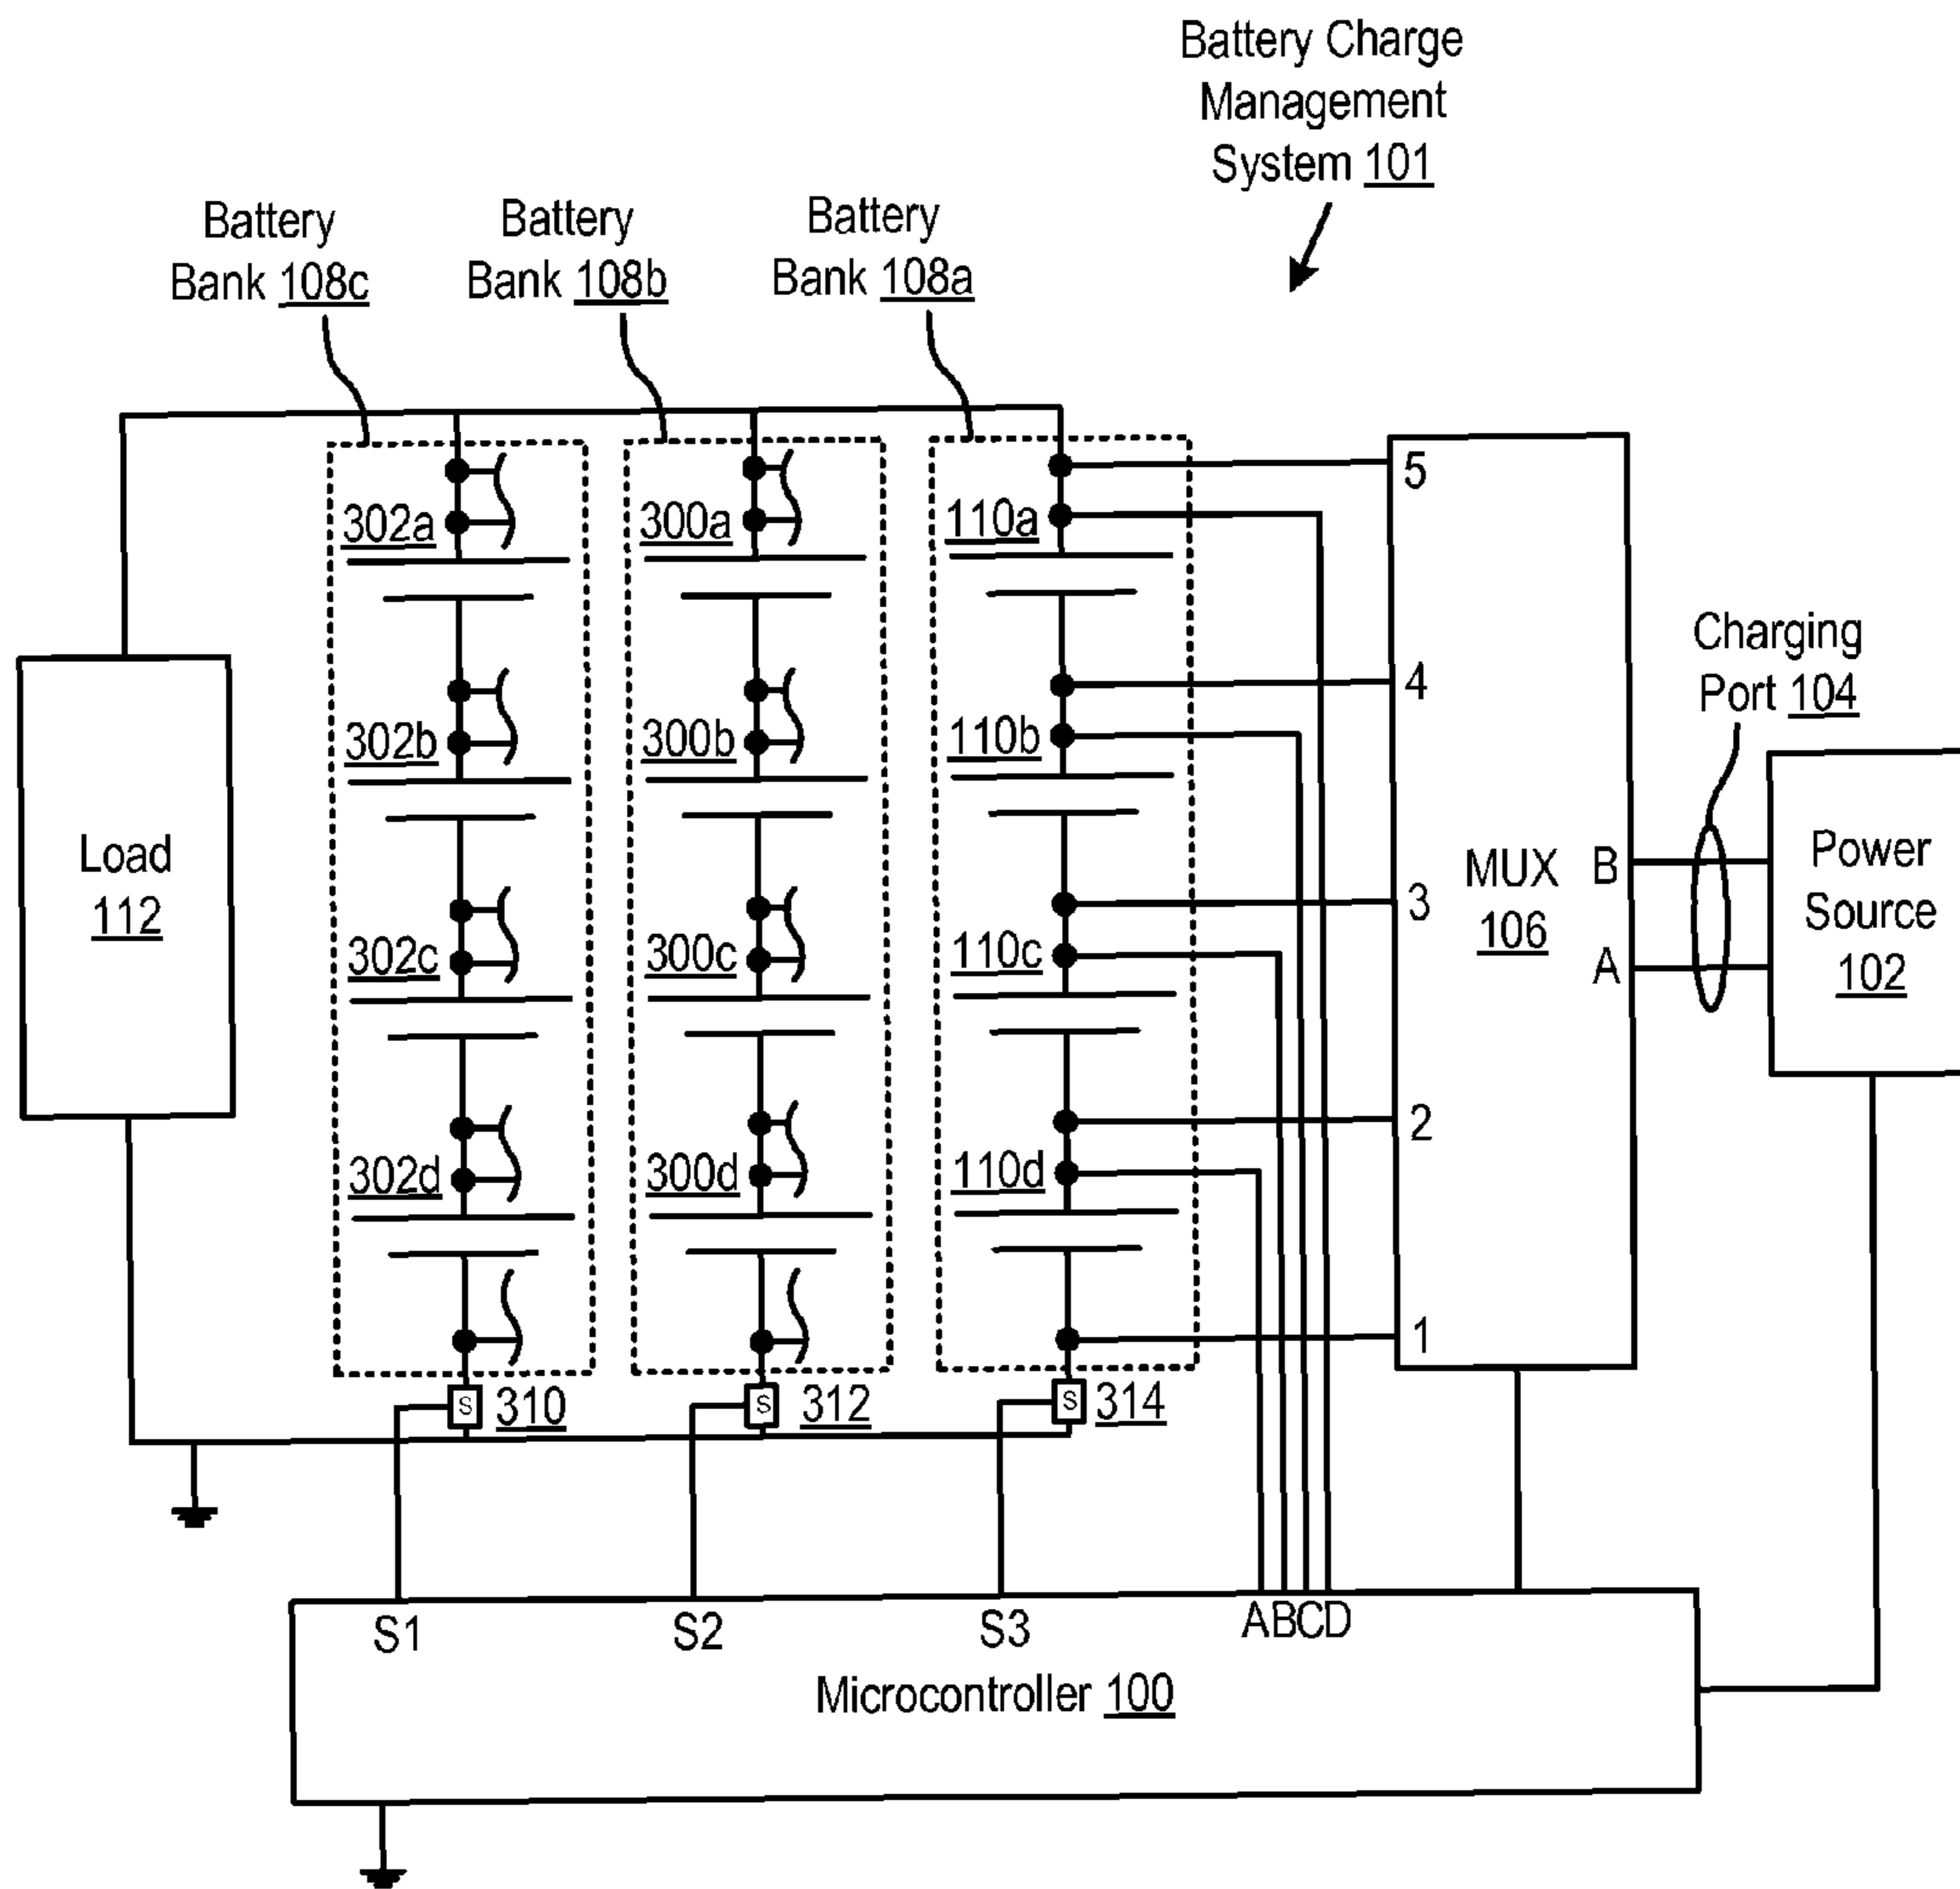 Battery Charge
Management
System 101
Battery
Bank 108c
Battery
Bank 108b
Battery
Bank 108a
302a
300a
110a
5
302b
300b
110b
4
Charging
Port 104
Load
112
302c
300c
110c
3
MUX
106
B
A
Power
Source
102
302d
300d
110d
2
1
S
310
S
312
S
314
S1
S2
S3
ABCD
Microcontroller 100